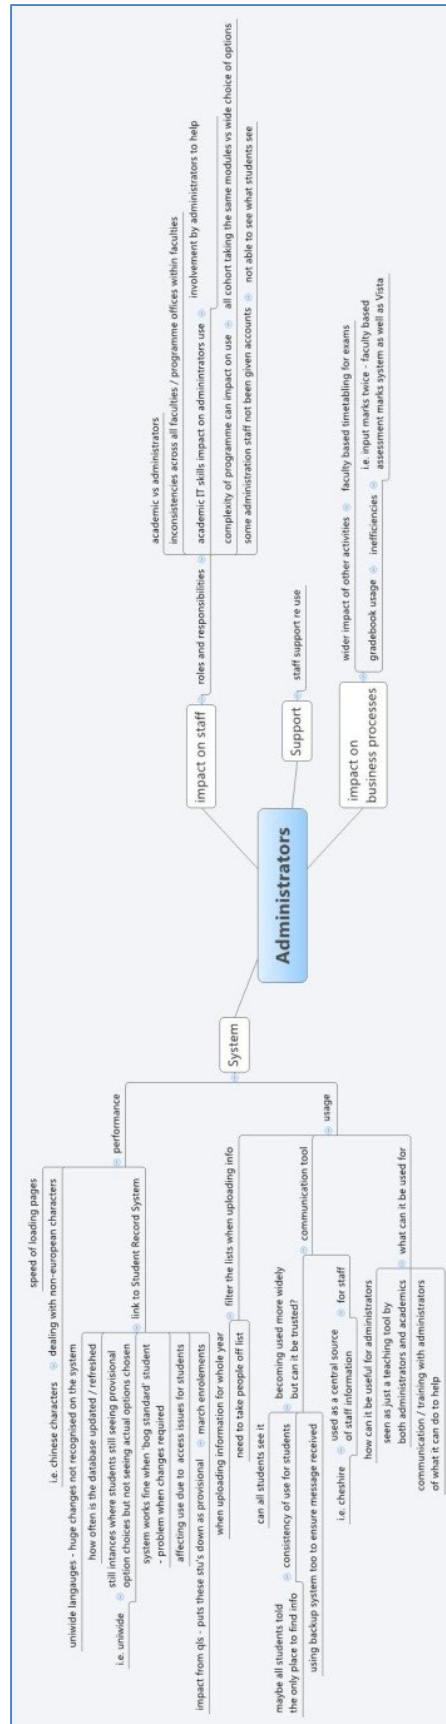 Administrators
System
performance
speed of loading pages
dealing with non-european characters
i.e. chinese characters
link to Student Record System
uniwide langauges - huge changes not recognised on the system
how often is the database updated / refreshed
still intances where students still seeing provisional
option choices but not seeing actual options chosen
i.e. uniwide
system works fine when 'bog standard' student
- problem when changes required
affecting use due to access issues for students
march enrolements
impact from qls - puts these stu's down as provisional
usage
filter the lists when uploading info
when uploading information for whole year
need to take people off list
communication tool
becoming used more widely
but can it be trusted?
can all students see it
consistency of use for students
maybe all students told
the only place to find info
using backup system too to ensure message received
for staff
used as a central source
of staff information
i.e. cheshire
what can it be used for
how can it be useful for administrators
seen as just a teaching tool by
both administrators and academics
communication / training with administrators
of what it can do to help
impact on staff
roles and responsibilities
academic vs administrators
inconsistencies across all faculties / programme offices within faculties
academic IT skills impact on adminintrators use
involvement by administrators to help
complexity of programme can impact on use
all cohort taking the same modules vs wide choice of options
some administration staff not been given accounts
not able to see what students see
Support
staff support re use
impact on
business processes
wider impact of other activities
faculty based timetabling for exams
gradebook usage
inefficiencies
i.e. input marks twice - faculty based
assessment marks system as well as Vista